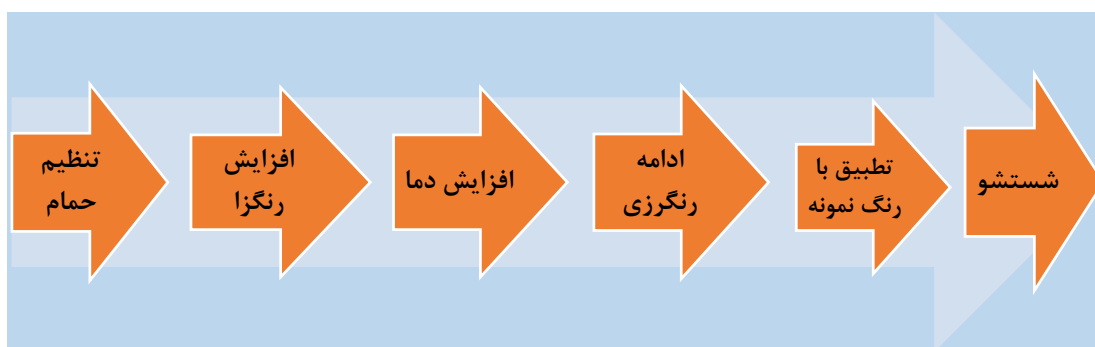 تنظیم
حمام
افزایش
رنگزا
افزایش دما
ادامه
رنگرزی
تطبیق با
رنگ نمونه
شستشو